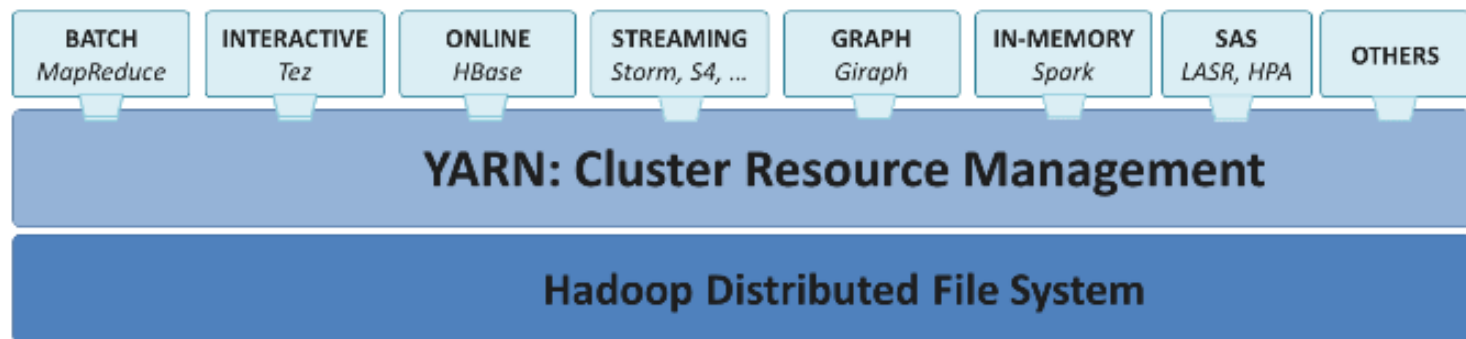 BATCH
MapReduce
INTERACTIVE
Tez
ONLINE
HBase
STREAMING
Storm, S4, ...
GRAPH
Giraph
IN-MEMORY
Spark
SAS
LASR, HPA
OTHERS
YARN: Cluster Resource Management
Hadoop Distributed File System